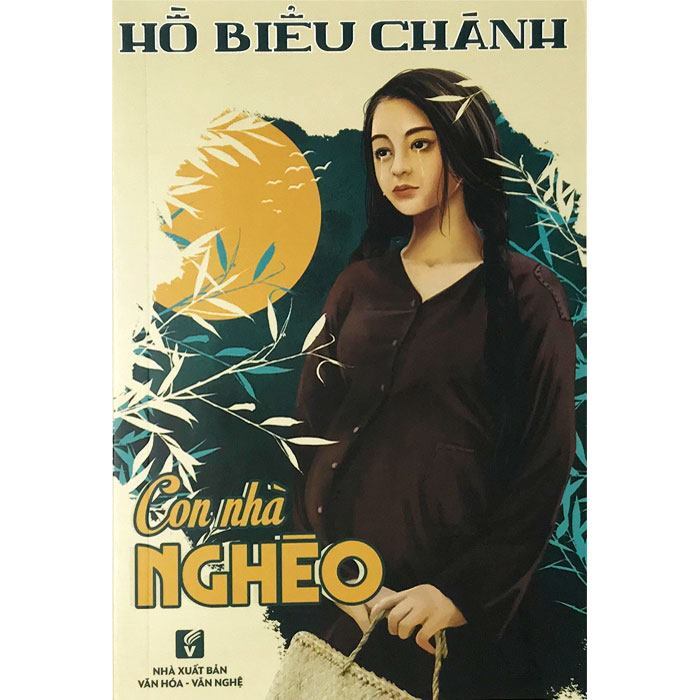 HỒ BIỂU CHÁNH
Con nhà
NGHÈO
V
NHÀ XUẤT BẢN
VĂN HÓA - VĂN NGHỆ